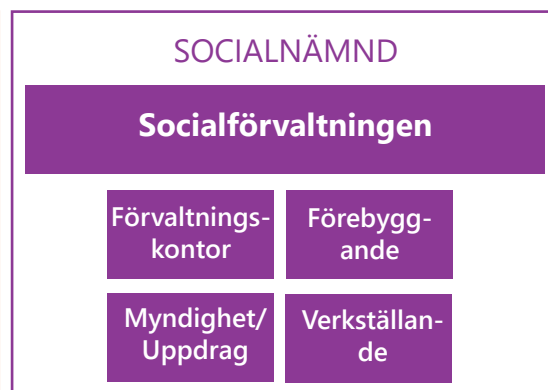 SOCIALNÄMND
Socialförvaltningen
Förvaltnings-
kontor
Förebygg-
ande
Myndighet/
Uppdrag
Verkställan-
de